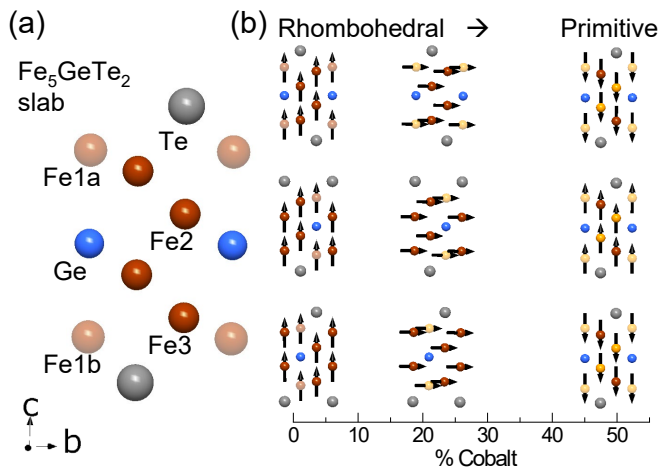 (a)
Fe₅GeTe₂
slab
Te
Fe1a
Fe2
Ge
Fe3
Fe1b
c
b
(b) Rhombohedral → Primitive
0 10 20 30 40 50
% Cobalt